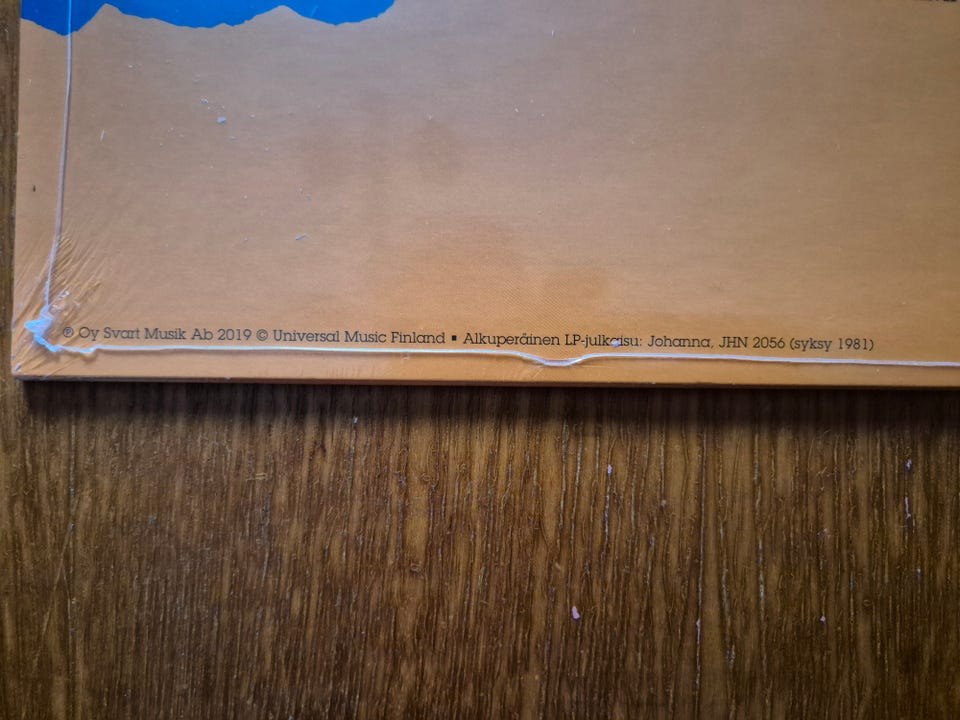 ℗ Oy Svart Musik Ab 2019 © Universal Music Finland ▪ Alkuperäinen LP-julkaisu: Johanna, JHN 2056 (syksy 1981)